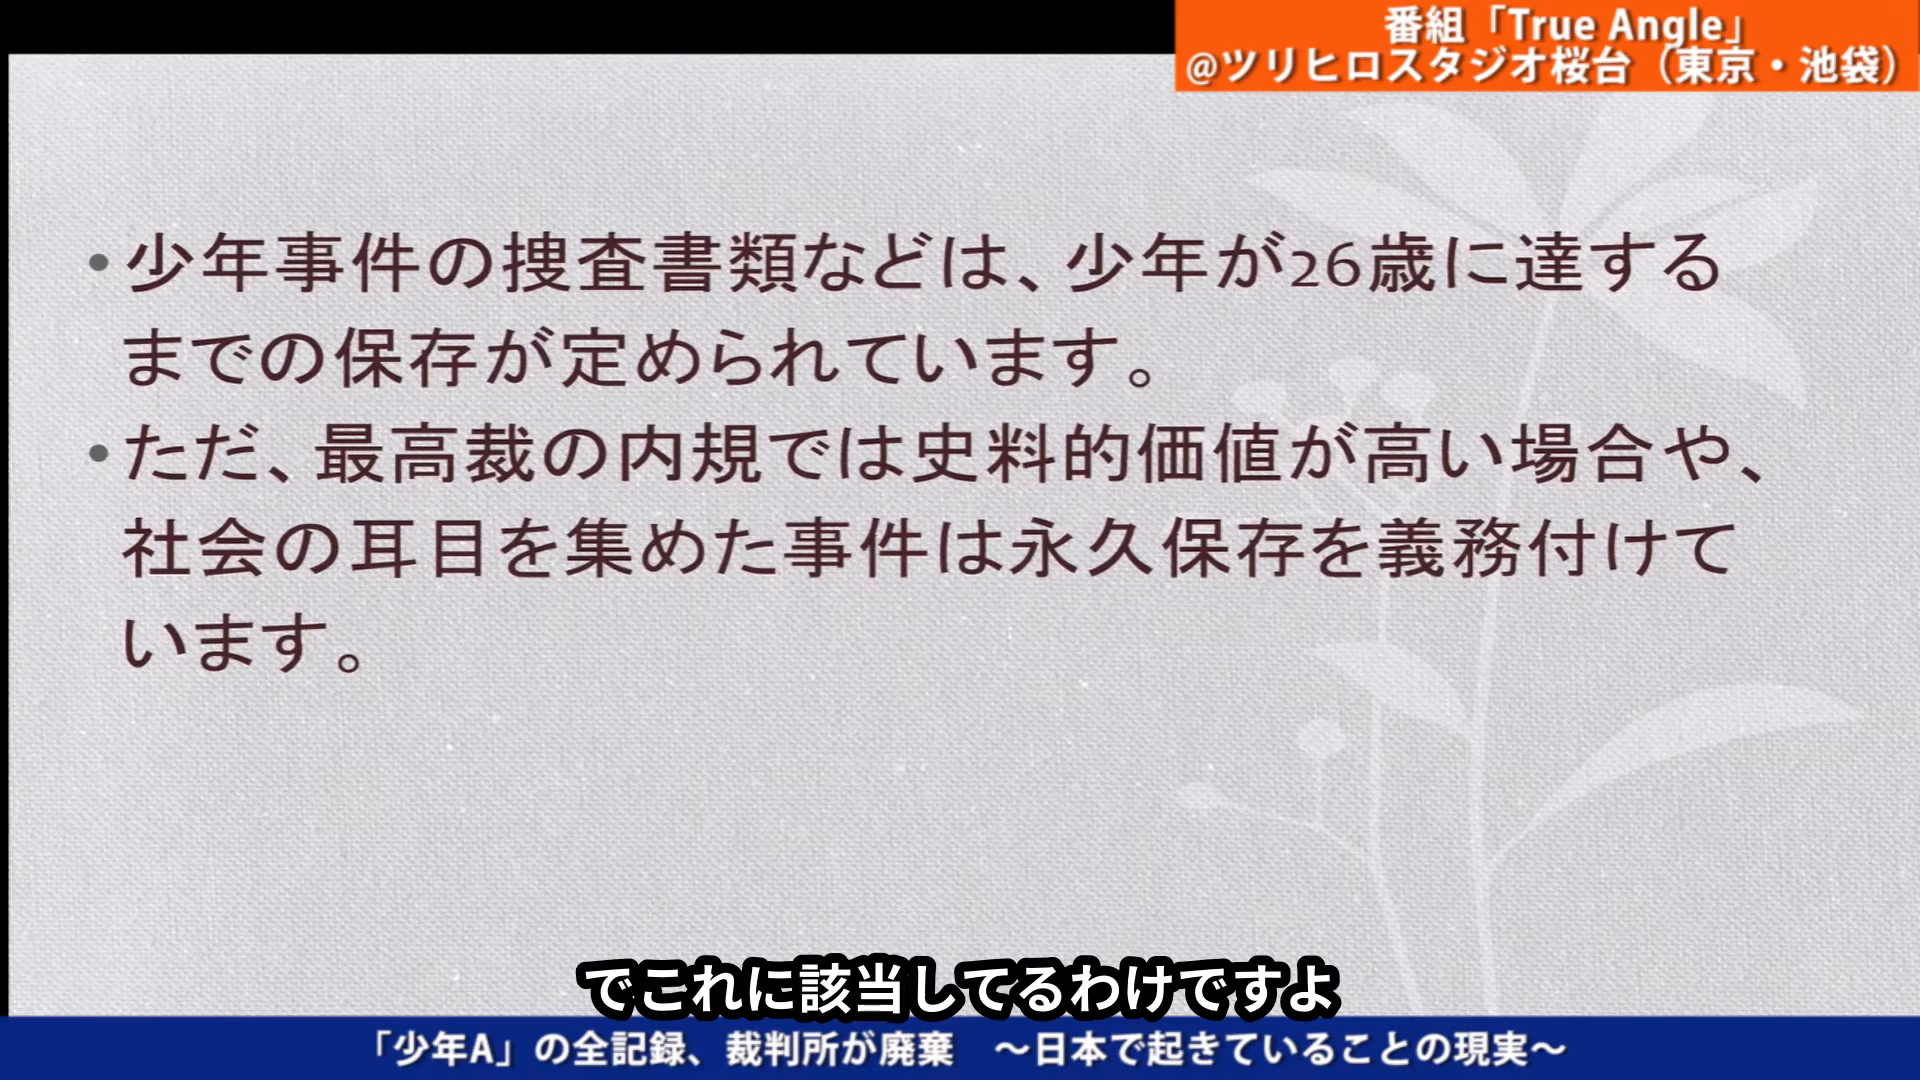 番組「True Angle」
@ツリヒロスタジオ桜台（東京・池袋）
•少年事件の捜査書類などは、少年が26歳に達する
までの保存が定められています。
•ただ、最高裁の内規では史料的価値が高い場合や、
社会の耳目を集めた事件は永久保存を義務付けて
います。
でこれに該当してるわけですよ
「少年A」の全記録、裁判所が廃棄　～日本で起きていることの現実～